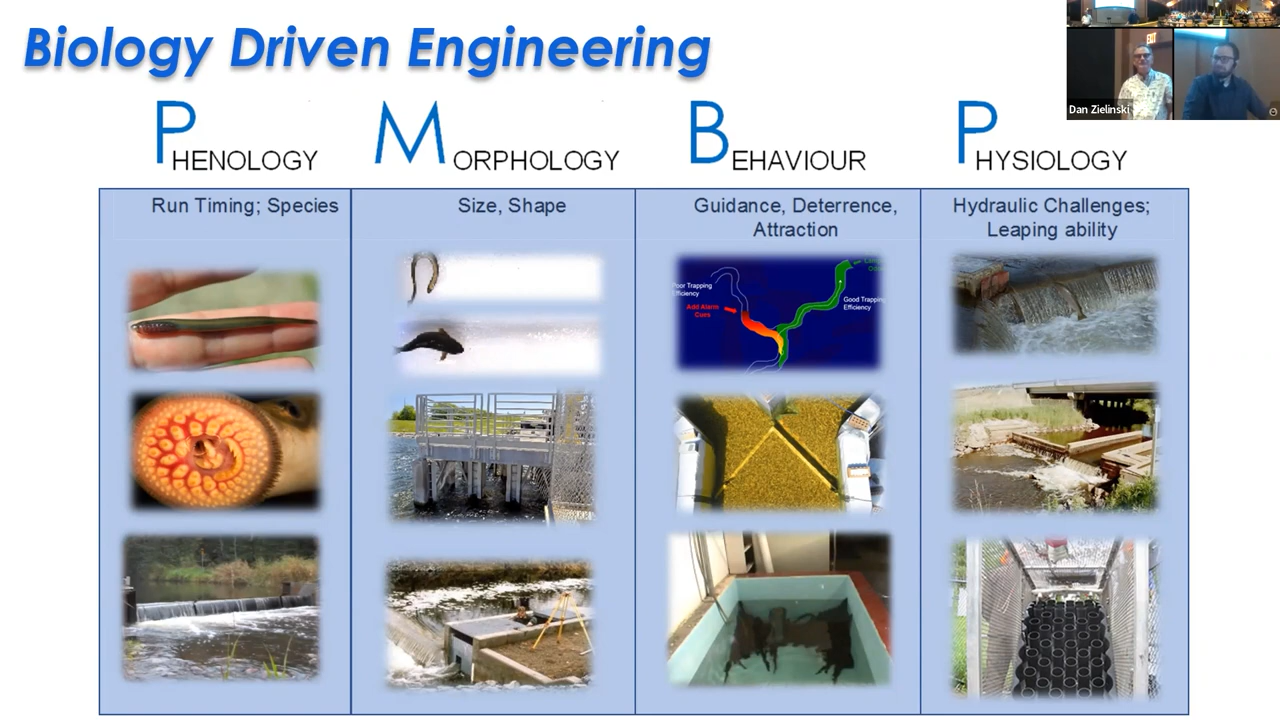 Biology Driven Engineering
EXIT
Dan Zielinski
PHENOLOGY
MORPHOLOGY
BEHAVIOUR
PHYSIOLOGY
Run Timing; Species
Size, Shape
Guidance, Deterrence,
Attraction
Hydraulic Challenges;
Leaping ability
Poor Trapping
Efficiency
Add Alarm
Cues
Good Trapping
Efficiency